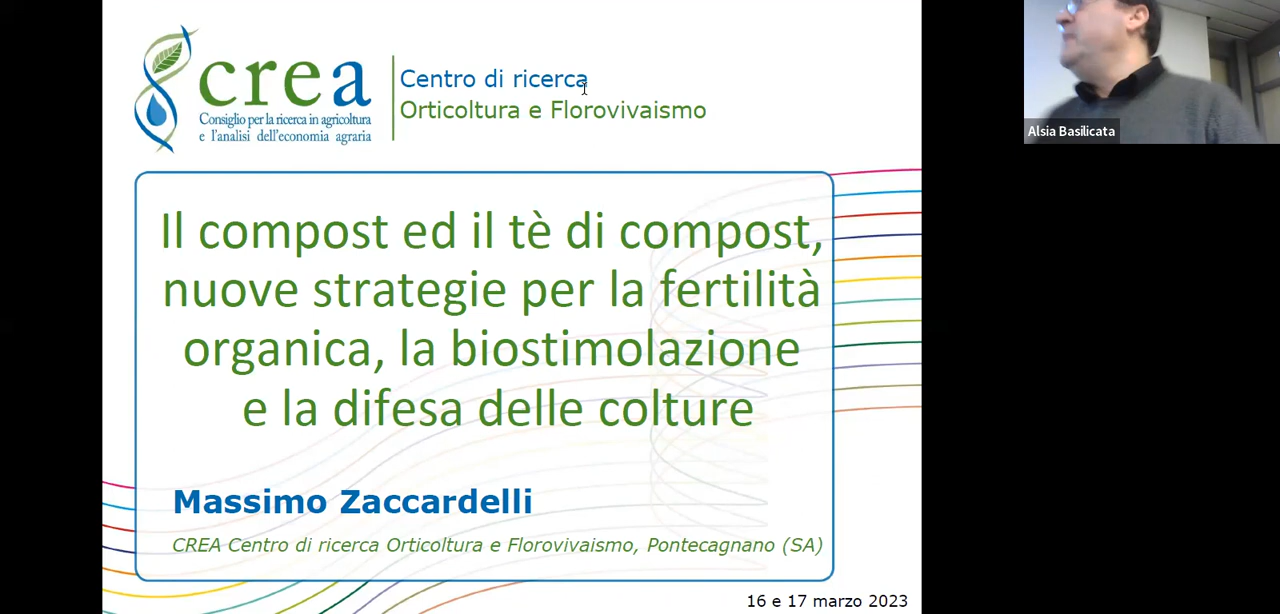 crea
Consiglio per la ricerca in agricoltura
e l'analisi dell'economia agraria
Centro di ricerca
Orticoltura e Florovivaismo
Il compost ed il tè di compost,
nuove strategie per la fertilità
organica, la biostimolazione
e la difesa delle colture
Massimo Zaccardelli
CREA Centro di ricerca Orticoltura e Florovivaismo, Pontecagnano (SA)
16 e 17 marzo 2023
Alsia Basilicata